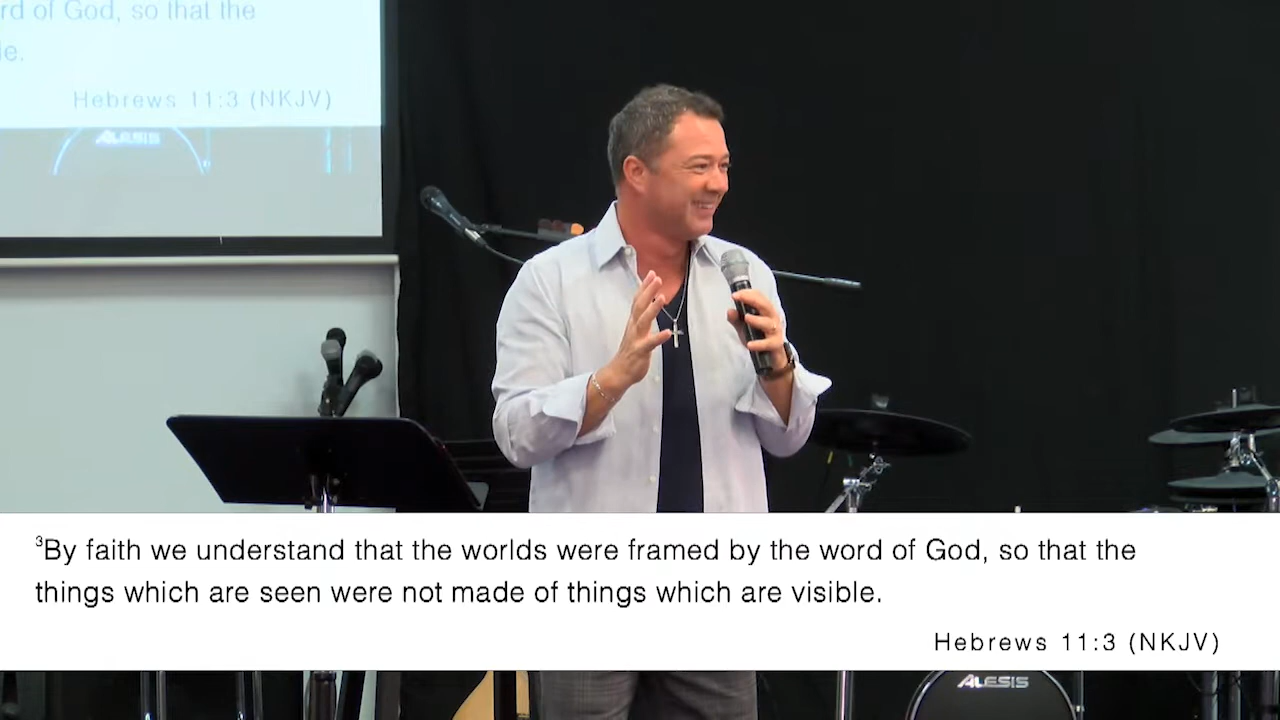 rd of God, so that the
le.
Hebrews 11:3 (NKJV)
ALESIS
³By faith we understand that the worlds were framed by the word of God, so that the
things which are seen were not made of things which are visible.
Hebrews 11:3 (NKJV)
ALESIS